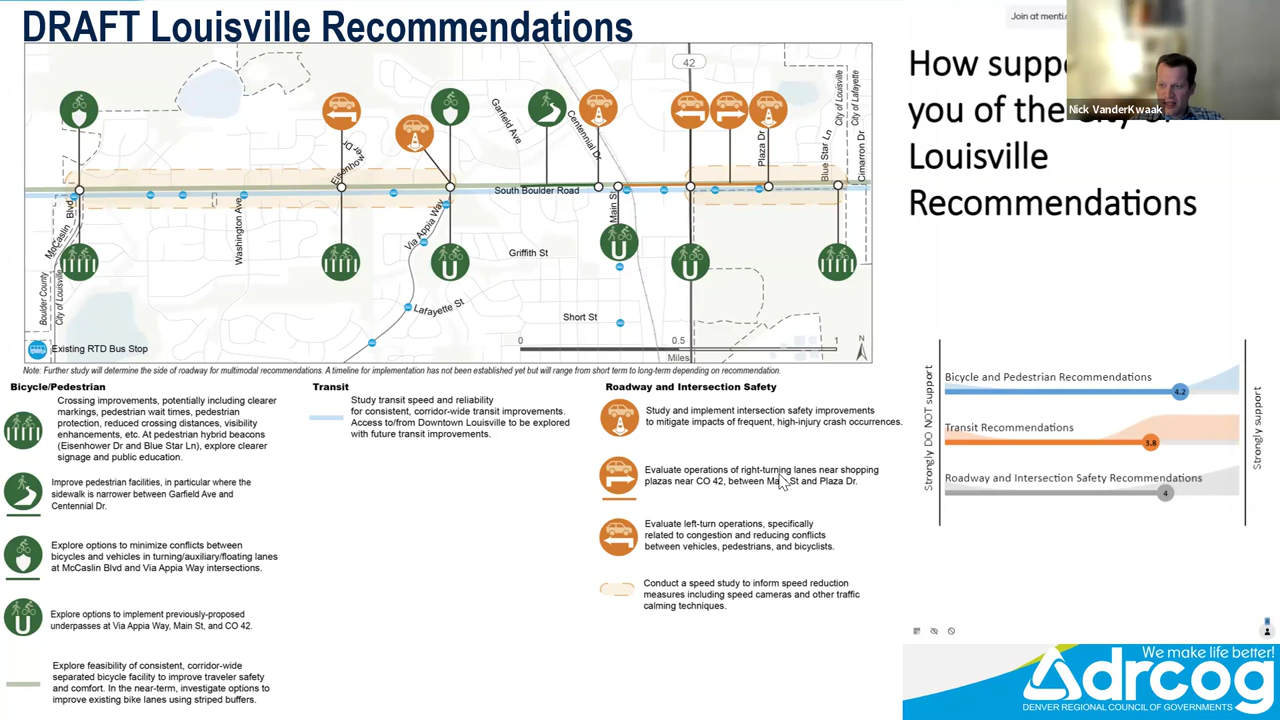 DRAFT Louisville Recommendations
42
City of Louisville
City of Lafayette
Garfield Ave
Centennial Dr
Plaza Dr
Blue Star Ln
Cimarron Dr
Eisenhower Dr
South Boulder Road
McCaslin Blvd
Washington Ave
Via Appia Way
Main St
Griffith St
Boulder County
City of Louisville
Lafayette St
Short St
0
0.5
1
Miles
N
Existing RTD Bus Stop
Note: Further study will determine the side of roadway for multimodal recommendations. A timeline for implementation has not been established yet but will range from short term to long-term depending on recommendation.
Bicycle/Pedestrian
Crossing improvements, potentially including clearer
markings, pedestrian wait times, pedestrian
protection, reduced crossing distances, visibility
enhancements, etc. At pedestrian hybrid beacons
(Eisenhower Dr and Blue Star Ln), explore clearer
signage and public education.
Improve pedestrian facilities, in particular where the
sidewalk is narrower between Garfield Ave and
Centennial Dr.
Explore options to minimize conflicts between
bicycles and vehicles in turning/auxiliary/floating lanes
at McCaslin Blvd and Via Appia Way intersections.
Explore options to implement previously-proposed
underpasses at Via Appia Way, Main St, and CO 42.
Explore feasibility of consistent, corridor-wide
separated bicycle facility to improve traveler safety
and comfort. In the near-term, investigate options to
improve existing bike lanes using striped buffers.
Transit
Study transit speed and reliability
for consistent, corridor-wide transit improvements.
Access to/from Downtown Louisville to be explored
with future transit improvements.
Roadway and Intersection Safety
Study and implement intersection safety improvements
to mitigate impacts of frequent, high-injury crash occurrences.
Evaluate operations of right-turning lanes near shopping
plazas near CO 42, between Main St and Plaza Dr.
Evaluate left-turn operations, specifically
related to congestion and reducing conflicts
between vehicles, pedestrians, and bicyclists.
Conduct a speed study to inform speed reduction
measures including speed cameras and other traffic
calming techniques.
Join at menti.
Nick VanderKwaak
How supp
you of the City of
Louisville
Recommendations
Strongly DO NOT support
Bicycle and Pedestrian Recommendations
4.2
Transit Recommendations
3.8
Roadway and Intersection Safety Recommendations
4
Strongly support
We make life better!
drcog
DENVER REGIONAL COUNCIL OF GOVERNMENTS